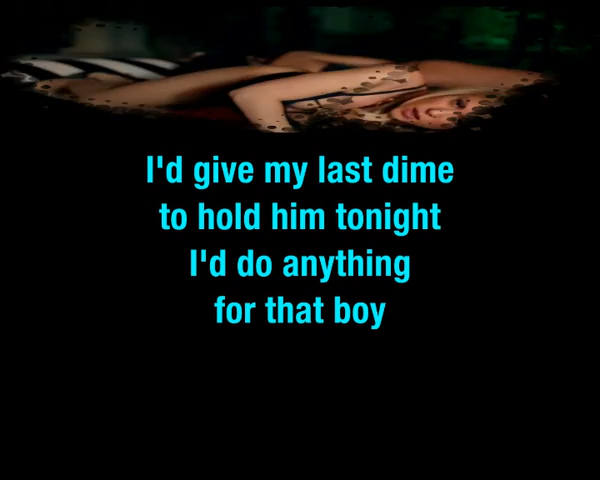 I'd give my last dime
to hold him tonight
I'd do anything
for that boy